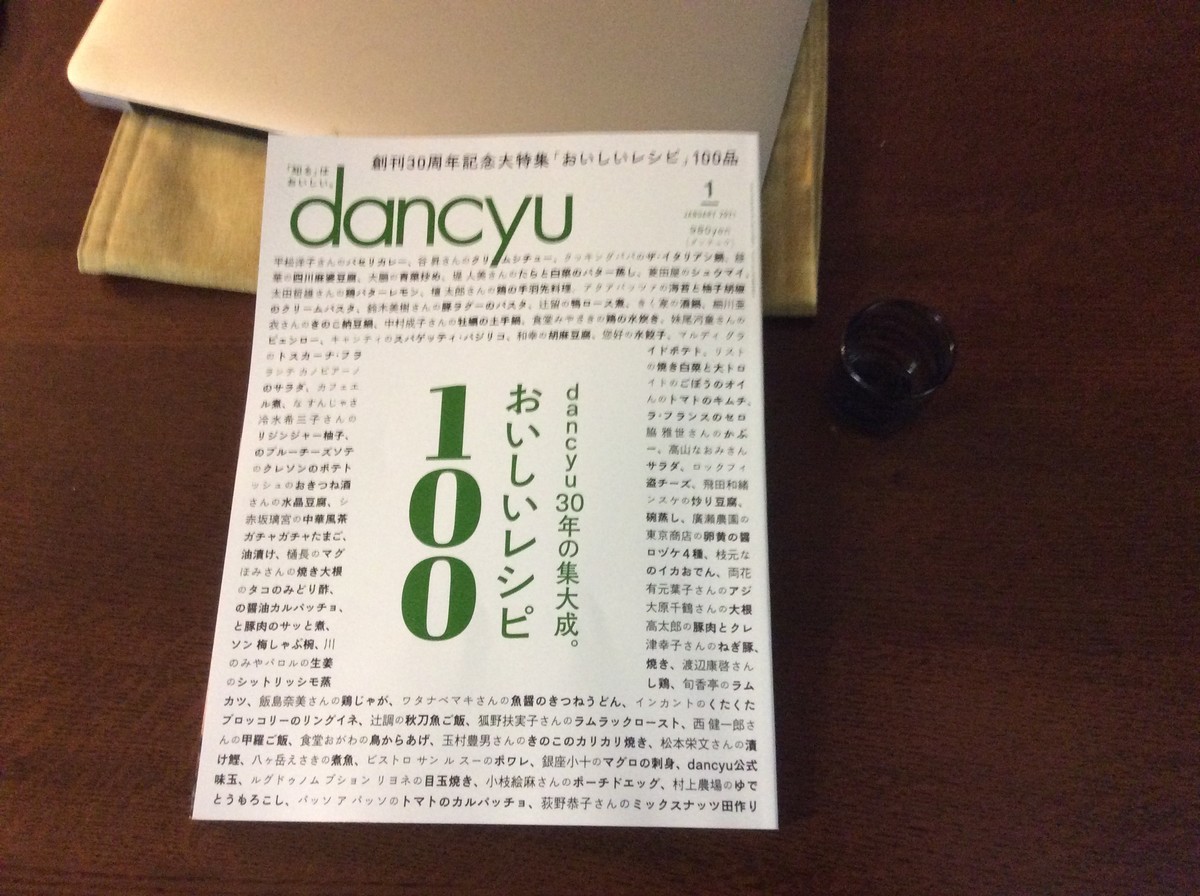 創刊30周年記念大特集「おいしいレシピ」100品
「知る」は
おいしい。
dancyu
1
JANUARY 2021
980yen
[ダンチュウ]
平松洋子さんのパセリカレー、谷 昇さんのクリームシチュー、クッキングパパのザ・イタリアン鍋、
の四川麻婆豆腐、大鵬の青菜炒め、堤 人美さんのたらと白菜のバター蒸し、菱田屋のシュウマイ、
太田哲雄さんの鶏バターレモン、檀 太郎さんの鶏の手羽先料理、アクアパッツァの海苔と柚子胡椒
のクリームパスタ、鈴木美樹さんの豚ラグーのパスタ、辻留の鴨ロース煮、きく家の酒鍋、細川亜
衣さんのきのこ納豆鍋、中村成子さんの牡蠣の土手鍋、食堂みやざきの鶏の水炊き、妹尾河童さんの
ピェンロー、キャンティのスパゲッティ・バジリコ、和幸の胡麻豆腐、您好の水餃子、マルディ グラ
のトスカーナ・フラ
ランテ カノビアーノ
のサラダ、カフェエ
ル煮、なすんじゃさ
冷水希三子さんの
リジンジャー柚子、
のブルーチーズソテ
のクレソンのポテト
ッシュのおきつね酒
さんの水晶豆腐、シ
赤坂璃宮の中華風茶
ガチャガチャたまご、
油漬け、樋長のマグ
ほみさんの焼き大根
のタコのみどり酢、
の醤油カルパッチョ、
と豚肉のサッと煮、
ソン 梅しゃぶ椀、川
のみやバロルの生姜
のシットリッシモ蒸
100
おいしいレシピ
dancyu30年の集大成。
イドポテト、リスト
の焼き白菜と大トロ
イドのごぼうのオイ
んのトマトのキムチ、
ラ・フランスのセロ
脇 雅世さんのかぶ
ー、高山なおみさん
サラダ、ロックフィ
盗チーズ、飛田和緒
ンスケの炒り豆腐、
碗蒸し、廣瀬農園の
東京商店の卵黄の醤
ロヅケ4種、枝元な
のイカおでん、両花
有元葉子さんのアジ
大原千鶴さんの大根
高太郎の豚肉とクレ
津幸子さんのねぎ豚、
焼き、渡辺康啓さん
し鶏、旬香亭のラム
カツ、飯島奈美さんの鶏じゃが、ワタナベマキさんの魚醤のきつねうどん、インカントのくたくた
ブロッコリーのリングイネ、辻調の秋刀魚ご飯、狐野扶実子さんのラムラックロースト、西 健一郎さ
んの甲羅ご飯、食堂おがわの鳥からあげ、玉村豊男さんのきのこのカリカリ焼き、松本栄文さんの漬
け鰹、八ヶ岳えさきの煮魚、ビストロ サン ル スーのポワレ、銀座小十のマグロの刺身、dancyu公式
味玉、ルグドゥノム ブション リヨネの目玉焼き、小枝絵麻さんのポーチドエッグ、村上農場のゆで
とうもろこし、パッソ ア パッソのトマトのカルパッチョ、荻野恭子さんのミックスナッツ田作り